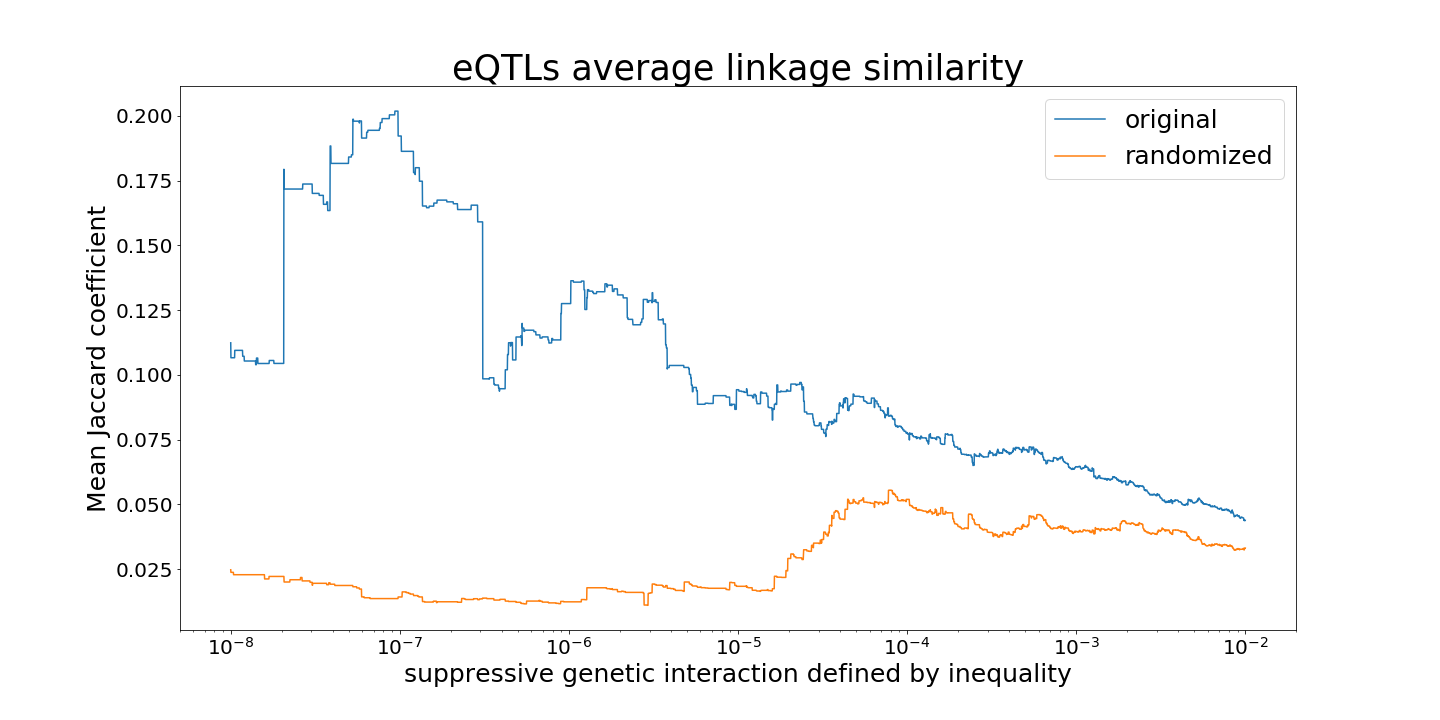 eQTLs average linkage similarity
original
randomized
Mean Jaccard coefficient
0.200
0.175
0.150
0.125
0.100
0.075
0.050
0.025
10⁻⁸ 10⁻⁷ 10⁻⁶ 10⁻⁵ 10⁻⁴ 10⁻³ 10⁻²
suppressive genetic interaction defined by inequality